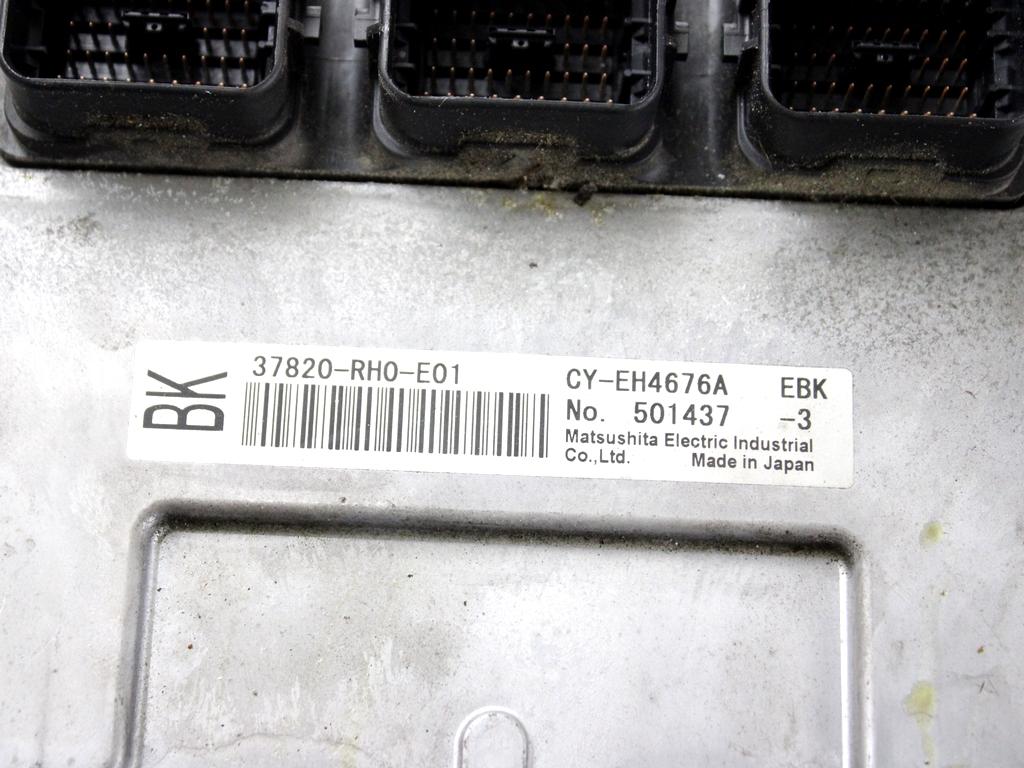 BK
37820-RH0-E01
CY-EH4676A EBK
No. 501437 -3
Matsushita Electric Industrial
Co.,Ltd. Made in Japan